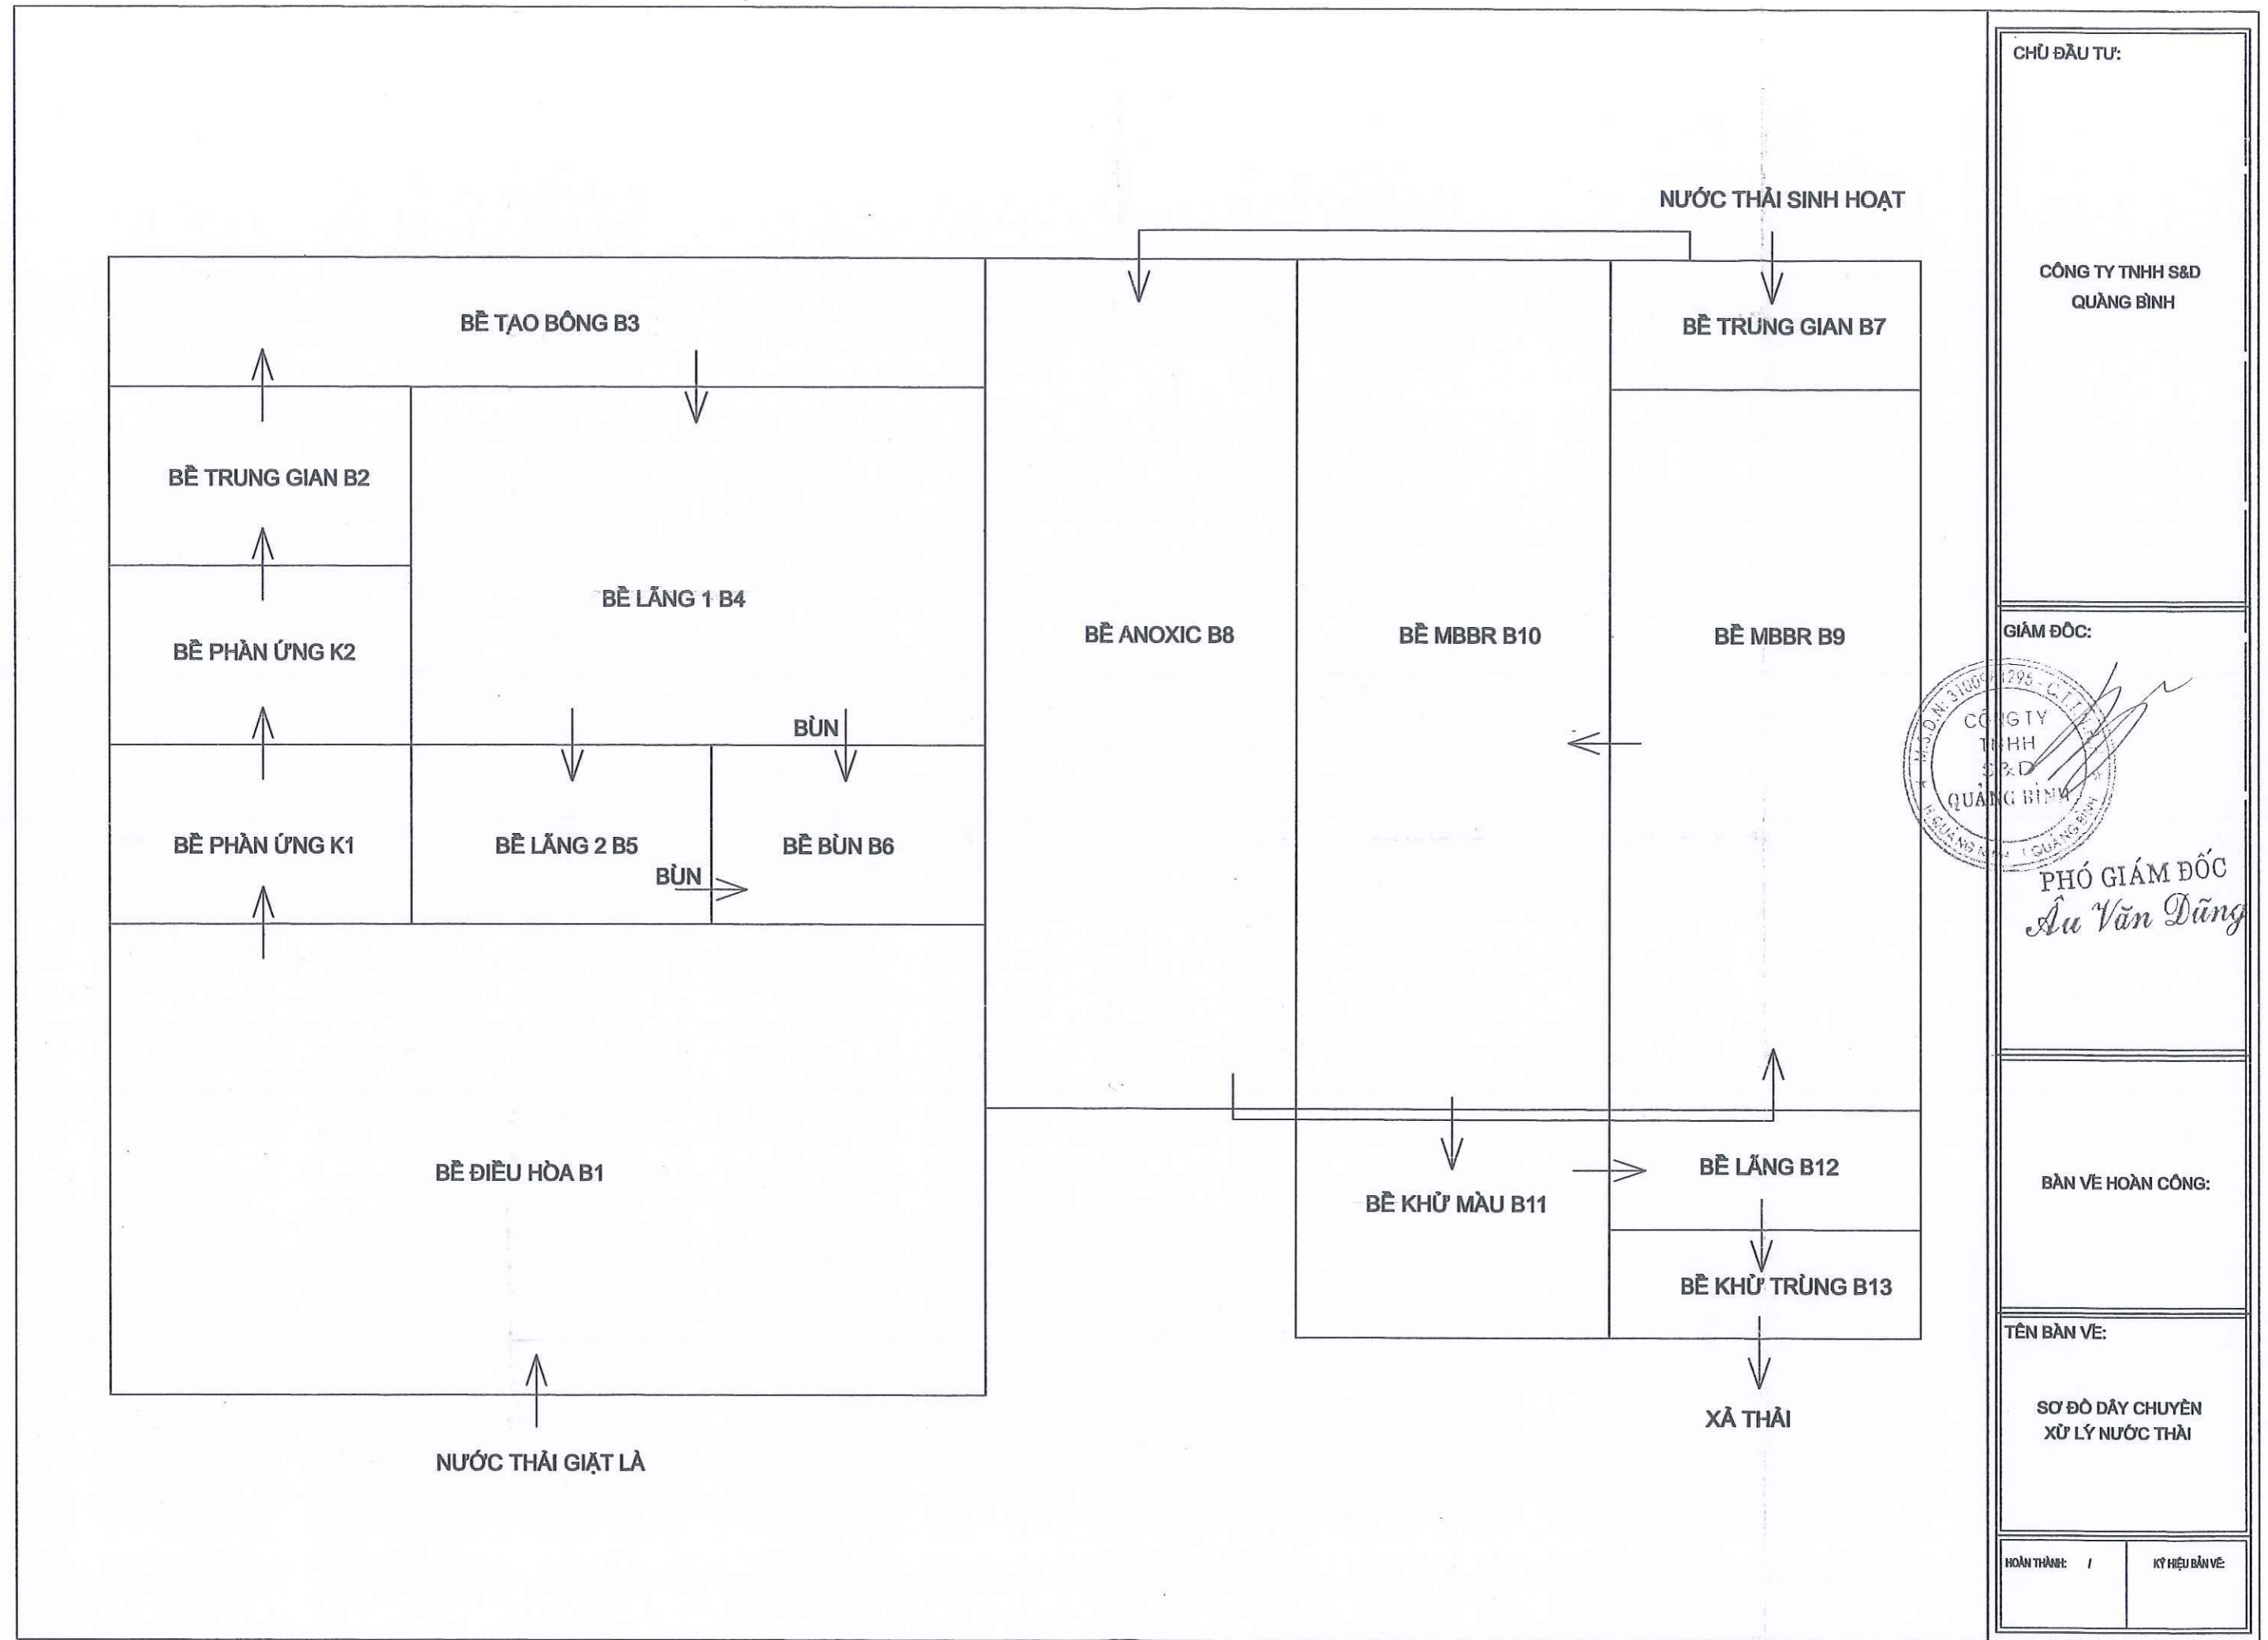 NƯỚC THẢI SINH HOẠT
BỂ TẠO BÔNG B3
BỂ TRUNG GIAN B7
BỂ TRUNG GIAN B2
BỂ LẮNG 1 B4
BỂ ANOXIC B8
BỂ MBBR B10
BỂ MBBR B9
BỂ PHẢN ỨNG K2
BÙN
BỂ PHẢN ỨNG K1
BỂ LẮNG 2 B5
BỂ BÙN B6
BÙN
BỂ ĐIỀU HÒA B1
BỂ LẮNG B12
BỂ KHỬ MÀU B11
BỂ KHỬ TRÙNG B13
XẢ THẢI
NƯỚC THẢI GIẶT LÀ
CHỦ ĐẦU TƯ:
CÔNG TY TNHH S&D
QUẢNG BÌNH
GIÁM ĐỐC:
CÔNG TY
TNHH
S&D
QUẢNG BÌNH
PHÓ GIÁM ĐỐC
Âu Văn Dũng
BẢN VẼ HOÀN CÔNG:
TÊN BẢN VẼ:
SƠ ĐỒ DÂY CHUYỀN
XỬ LÝ NƯỚC THẢI
HOÀN THÀNH: /
KÝ HIỆU BẢN VẼ: